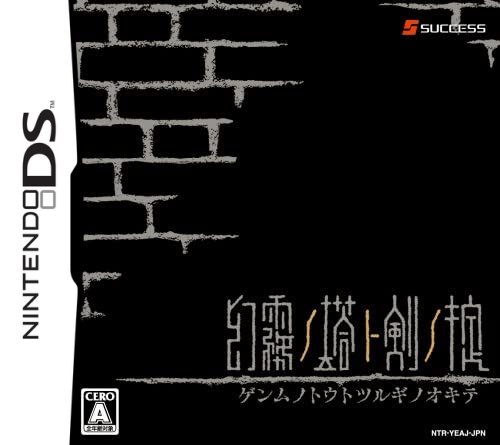 SUCCESS
NINTENDO DS™
幻霧ノ塔ト剣ノ掟
ゲンムノトウトツルギノオキテ
CERO
A
全年齢対象
NTR-YEAJ-JPN